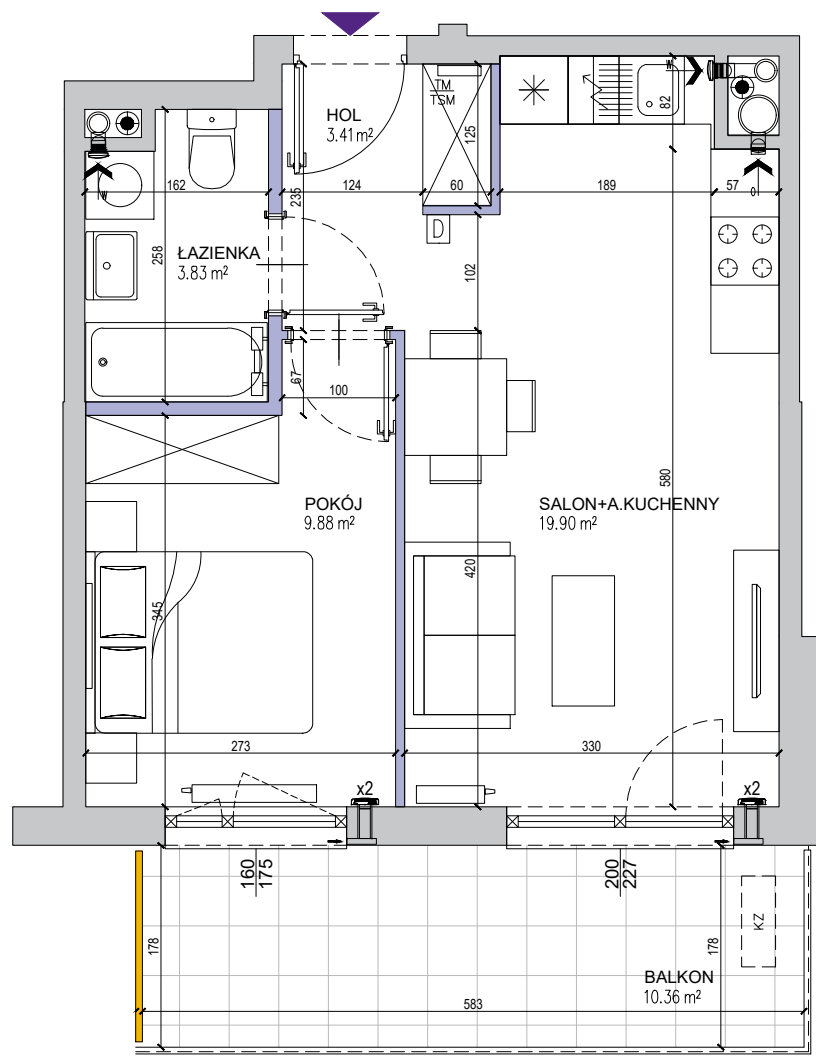 HOL
3.41 m²
TM
TSM
125
82
W
W
162
124
60
189
57
O
235
258
ŁAZIENKA
3.83 m²
D
102
67
100
POKÓJ
9.88 m²
SALON+A.KUCHENNY
19.90 m²
580
420
345
273
330
x2
x2
160
175
200
227
178
178
KZ
BALKON
10.36 m²
583